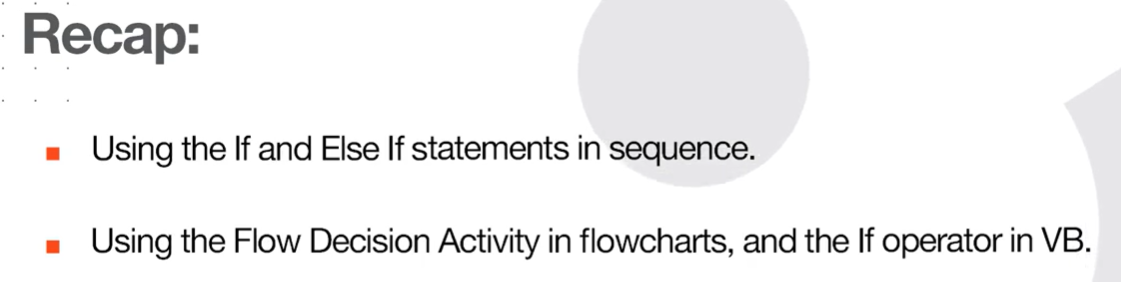 Recap:
Using the If and Else If statements in sequence.
Using the Flow Decision Activity in flowcharts, and the If operator in VB.